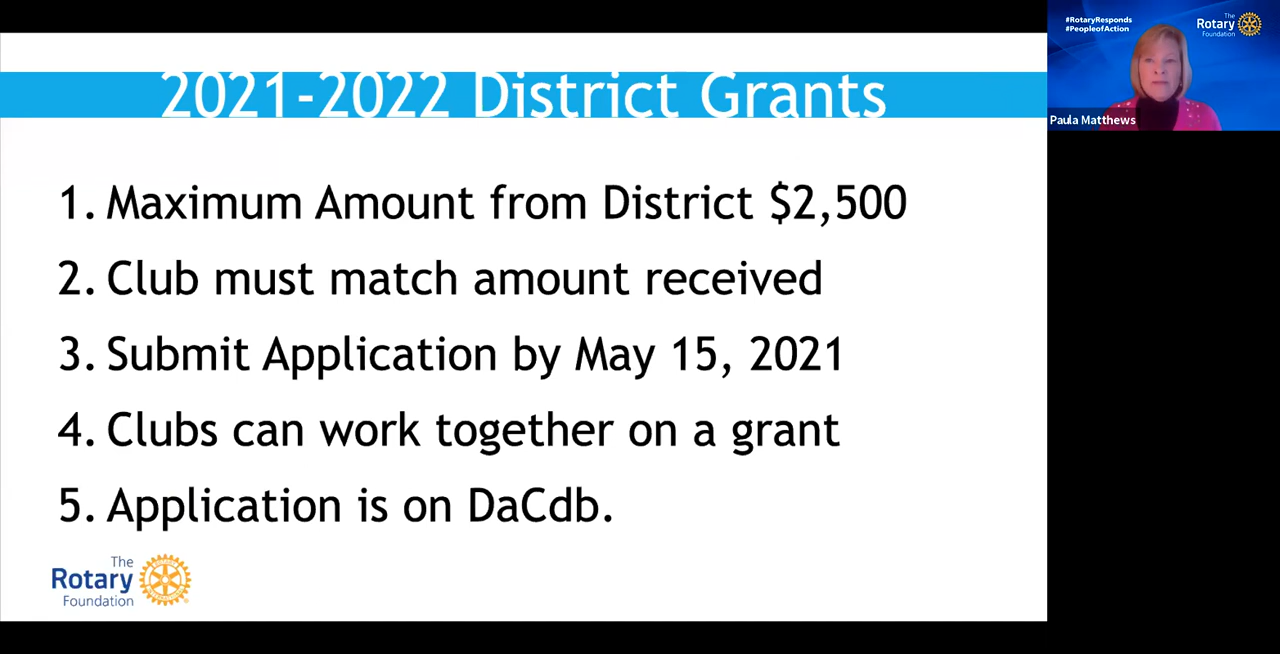 2021-2022 District Grants
1. Maximum Amount from District $2,500
2. Club must match amount received
3. Submit Application by May 15, 2021
4. Clubs can work together on a grant
5. Application is on DaCdb.
The
Rotary
Foundation
#RotaryResponds
#PeopleofAction
The
Rotary
Foundation
Paula Matthews